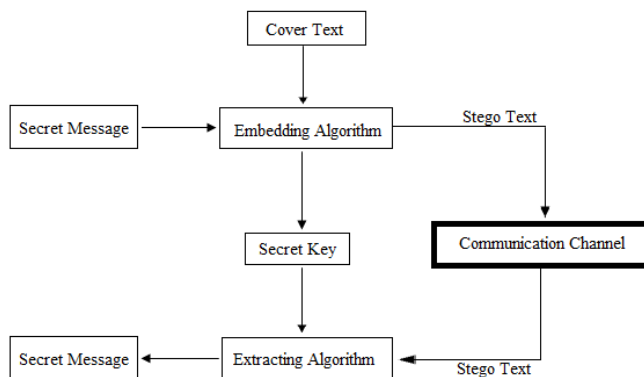 Cover Text
Secret Message
Embedding Algorithm
Stego Text
Secret Key
Communication Channel
Secret Message
Extracting Algorithm
Stego Text